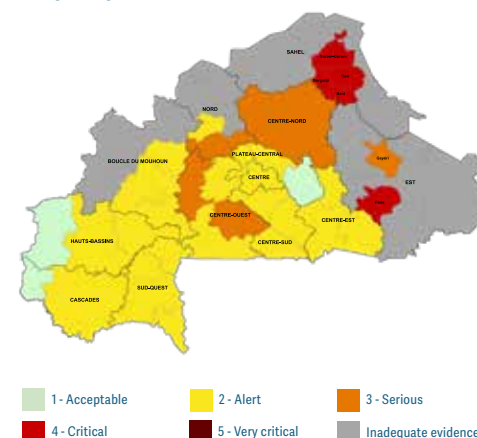 SAHEL
NORD
CENTRE-NORD
BOUCLE DU MOUHOUN
PLATEAU-CENTRAL
CENTRE
EST
CENTRE-OUEST
CENTRE-EST
HAUTS-BASSINS
CENTRE-SUD
SUD-OUEST
CASCADES
1 - Acceptable
2 - Alert
3 - Serious
4 - Critical
5 - Very critical
Inadequate evidence